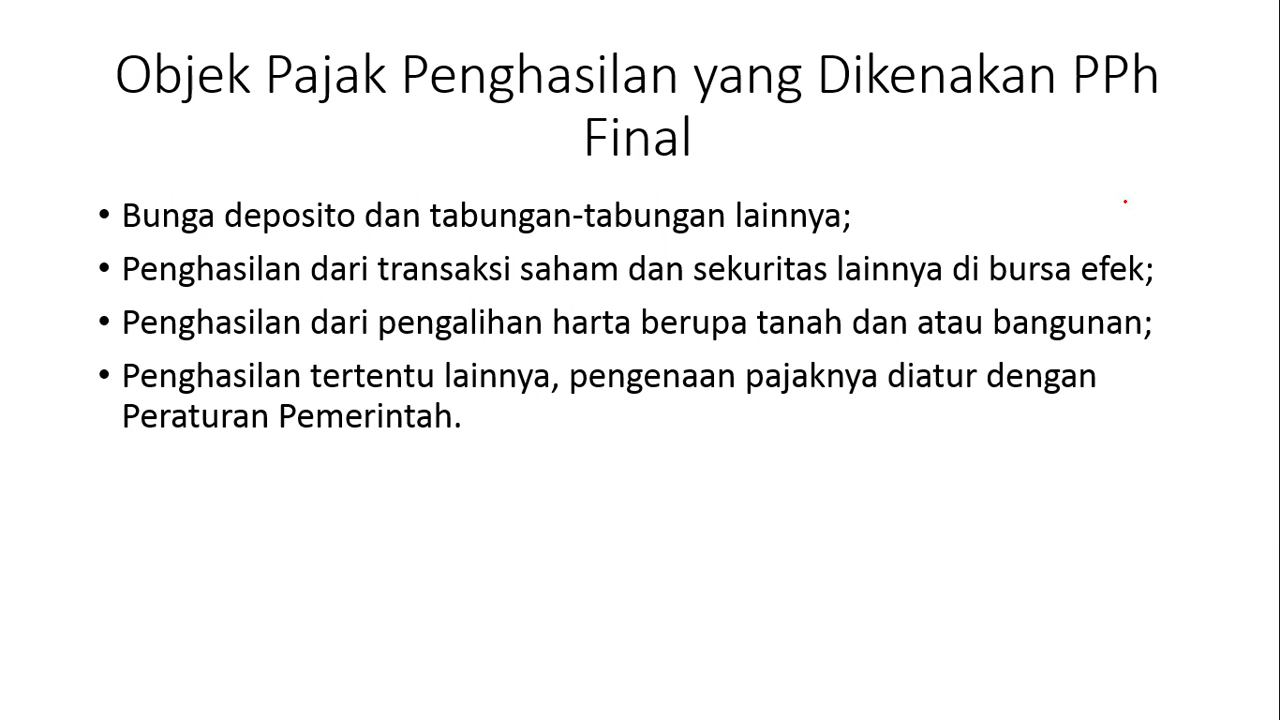 Objek Pajak Penghasilan yang Dikenakan PPh
Final
• Bunga deposito dan tabungan-tabungan lainnya;
• Penghasilan dari transaksi saham dan sekuritas lainnya di bursa efek;
• Penghasilan dari pengalihan harta berupa tanah dan atau bangunan;
• Penghasilan tertentu lainnya, pengenaan pajaknya diatur dengan
Peraturan Pemerintah.